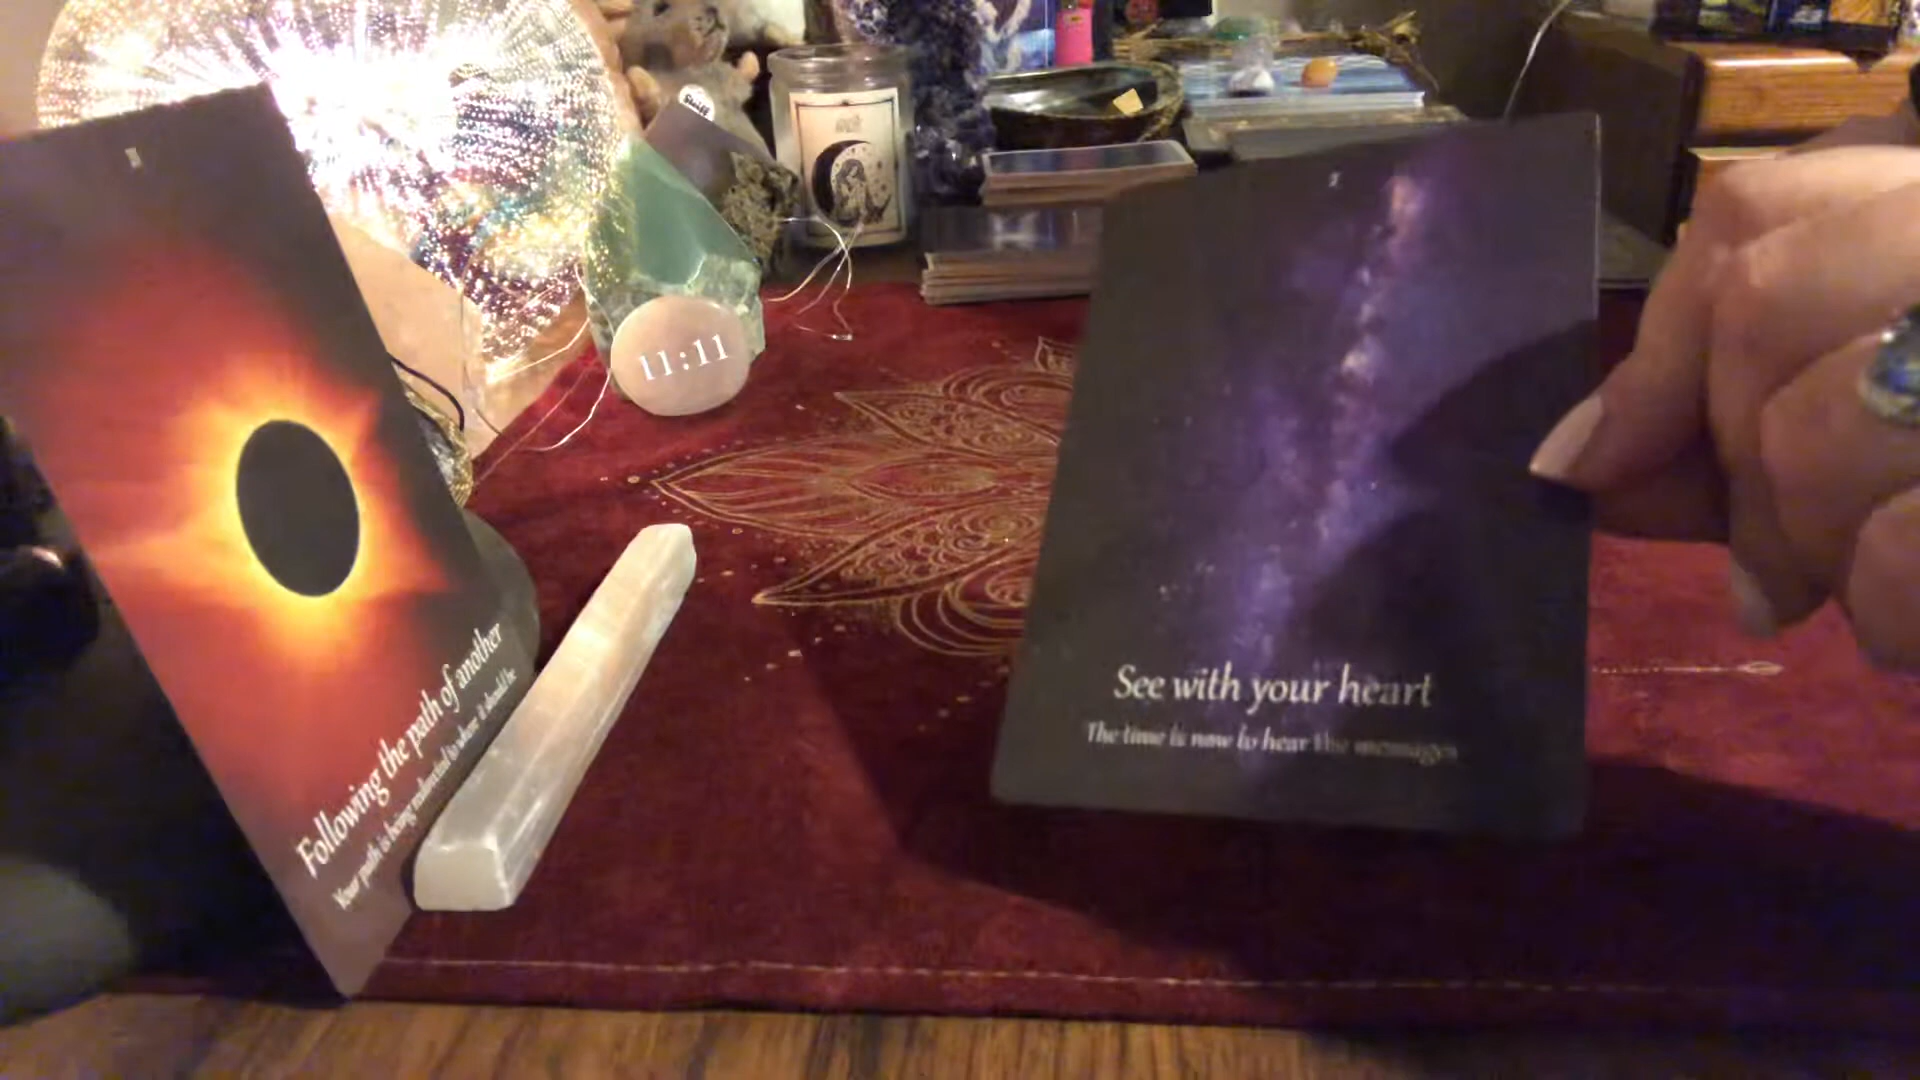 Following the path of another
Your path is being redirected to where it should be
11:11
Steiff
See with your heart
The time is now to hear the messages